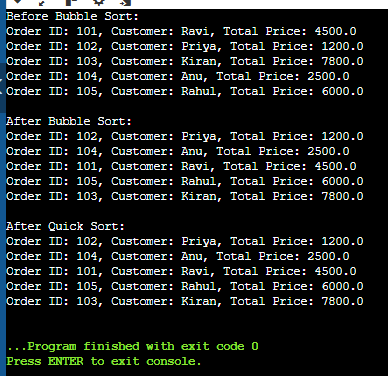 Before Bubble Sort:
Order ID: 101, Customer: Ravi, Total Price: 4500.0
Order ID: 102, Customer: Priya, Total Price: 1200.0
Order ID: 103, Customer: Kiran, Total Price: 7800.0
Order ID: 104, Customer: Anu, Total Price: 2500.0
Order ID: 105, Customer: Rahul, Total Price: 6000.0
After Bubble Sort:
Order ID: 102, Customer: Priya, Total Price: 1200.0
Order ID: 104, Customer: Anu, Total Price: 2500.0
Order ID: 101, Customer: Ravi, Total Price: 4500.0
Order ID: 105, Customer: Rahul, Total Price: 6000.0
Order ID: 103, Customer: Kiran, Total Price: 7800.0
After Quick Sort:
Order ID: 102, Customer: Priya, Total Price: 1200.0
Order ID: 104, Customer: Anu, Total Price: 2500.0
Order ID: 101, Customer: Ravi, Total Price: 4500.0
Order ID: 105, Customer: Rahul, Total Price: 6000.0
Order ID: 103, Customer: Kiran, Total Price: 7800.0
...Program finished with exit code 0
Press ENTER to exit console.